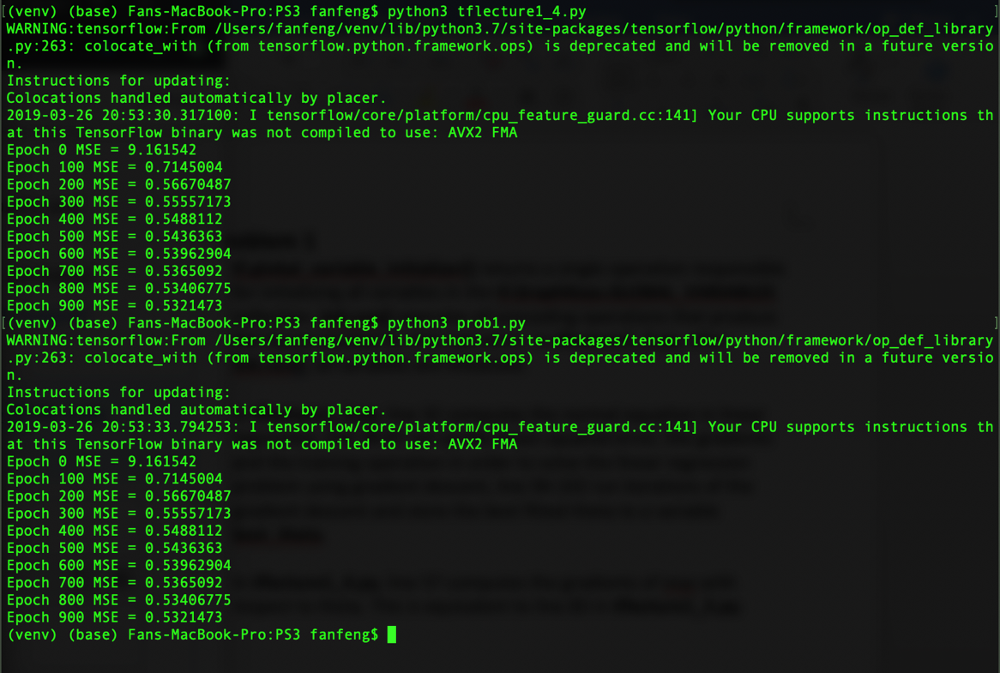 [(venv) (base) Fans-MacBook-Pro:PS3 fanfeng$ python3 tflecture1_4.py ]
WARNING:tensorflow:From /Users/fanfeng/venv/lib/python3.7/site-packages/tensorflow/python/framework/op_def_library
.py:263: colocate_with (from tensorflow.python.framework.ops) is deprecated and will be removed in a future versio
n.
Instructions for updating:
Colocations handled automatically by placer.
2019-03-26 20:53:30.317100: I tensorflow/core/platform/cpu_feature_guard.cc:141] Your CPU supports instructions th
at this TensorFlow binary was not compiled to use: AVX2 FMA
Epoch 0 MSE = 9.161542
Epoch 100 MSE = 0.7145004
Epoch 200 MSE = 0.56670487
Epoch 300 MSE = 0.55557173
Epoch 400 MSE = 0.5488112
Epoch 500 MSE = 0.5436363
Epoch 600 MSE = 0.53962904
Epoch 700 MSE = 0.5365092
Epoch 800 MSE = 0.53406775
Epoch 900 MSE = 0.5321473
[(venv) (base) Fans-MacBook-Pro:PS3 fanfeng$ python3 prob1.py ]
WARNING:tensorflow:From /Users/fanfeng/venv/lib/python3.7/site-packages/tensorflow/python/framework/op_def_library
.py:263: colocate_with (from tensorflow.python.framework.ops) is deprecated and will be removed in a future versio
n.
Instructions for updating:
Colocations handled automatically by placer.
2019-03-26 20:53:33.794253: I tensorflow/core/platform/cpu_feature_guard.cc:141] Your CPU supports instructions th
at this TensorFlow binary was not compiled to use: AVX2 FMA
Epoch 0 MSE = 9.161542
Epoch 100 MSE = 0.7145004
Epoch 200 MSE = 0.56670487
Epoch 300 MSE = 0.55557173
Epoch 400 MSE = 0.5488112
Epoch 500 MSE = 0.5436363
Epoch 600 MSE = 0.53962904
Epoch 700 MSE = 0.5365092
Epoch 800 MSE = 0.53406775
Epoch 900 MSE = 0.5321473
(venv) (base) Fans-MacBook-Pro:PS3 fanfeng$